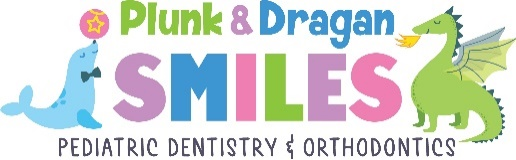 Plunk & Dragan
SMILES
PEDIATRIC DENTISTRY & ORTHODONTICS